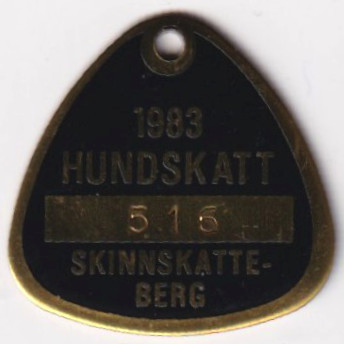 1983
HUNDSKATT
516
SKINNSKATTE-
BERG